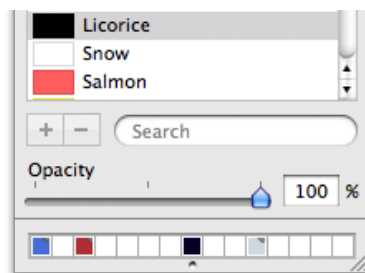 Licorice
Snow
Salmon
+ − Search
Opacity
100 %